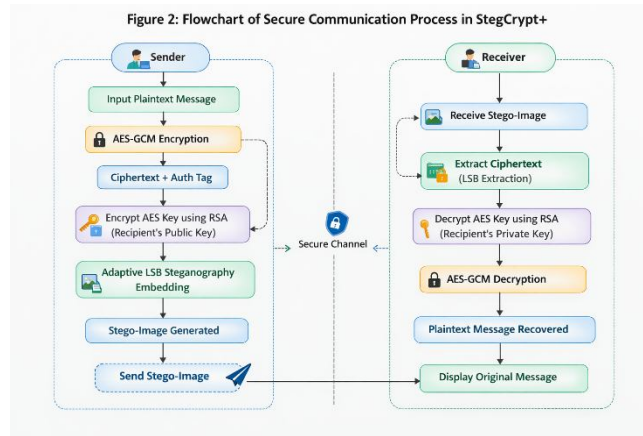 Figure 2: Flowchart of Secure Communication Process in StegCrypt+
Sender
Input Plaintext Message
AES-GCM Encryption
Ciphertext + Auth Tag
Encrypt AES Key using RSA
(Recipient's Public Key)
Adaptive LSB Steganography
Embedding
Stego-Image Generated
Send Stego-Image
Secure Channel
Receiver
Receive Stego-Image
Extract Ciphertext
(LSB Extraction)
Decrypt AES Key using RSA
(Recipient's Private Key)
AES-GCM Decryption
Plaintext Message Recovered
Display Original Message